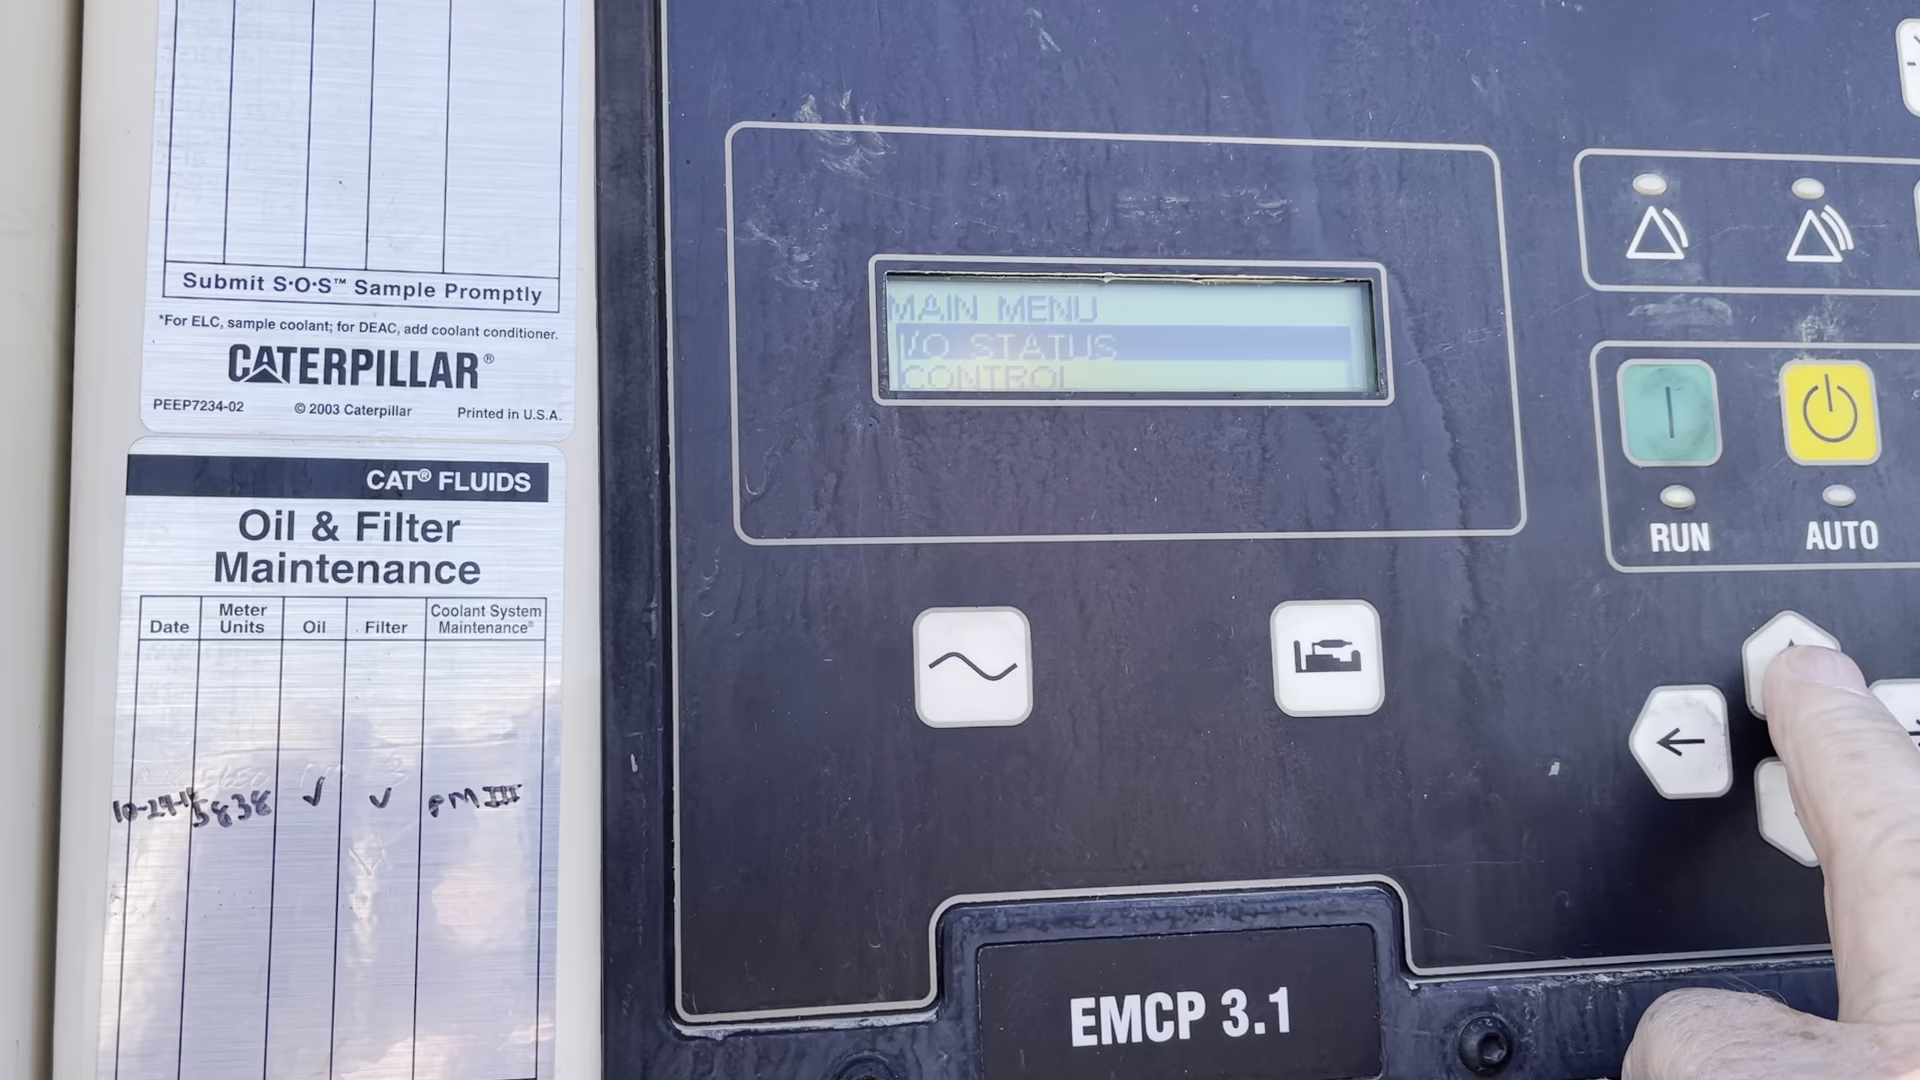 Submit S·O·S™ Sample Promptly
*For ELC, sample coolant; for DEAC, add coolant conditioner.
CATERPILLAR®
PEEP7234-02 © 2003 Caterpillar Printed in U.S.A.
CAT® FLUIDS
Oil & Filter
Maintenance
Date Meter Units Oil Filter Coolant System Maintenance*
5838 ✓ ✓ PM III
MAIN MENU
I/O STATUS
CONTROL
RUN AUTO
EMCP 3.1